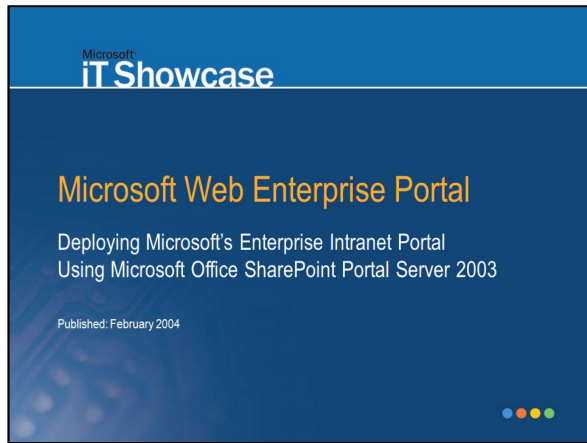 Microsoft
iT Showcase
Microsoft Web Enterprise Portal
Deploying Microsoft's Enterprise Intranet Portal
Using Microsoft Office SharePoint Portal Server 2003
Published: February 2004